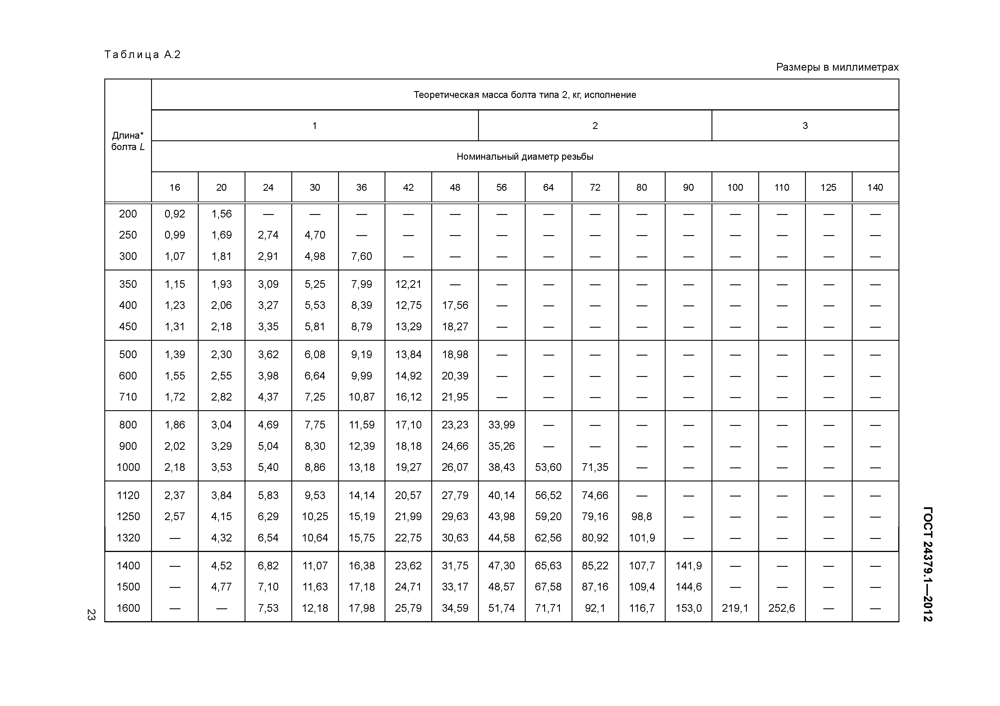 Таблица А.2
Размеры в миллиметрах
Длина* болта L
Теоретическая масса болта типа 2, кг, исполнение
1 2 3
Номинальный диаметр резьбы
16 20 24 30 36 42 48 56 64 72 80 90 100 110 125 140
200 0,92 1,56 — — — — — — — — — — — — — —
250 0,99 1,69 2,74 4,70 — — — — — — — — — — — —
300 1,07 1,81 2,91 4,98 7,60 — — — — — — — — — — —
350 1,15 1,93 3,09 5,25 7,99 12,21 — — — — — — — — — —
400 1,23 2,06 3,27 5,53 8,39 12,75 17,56 — — — — — — — — —
450 1,31 2,18 3,35 5,81 8,79 13,29 18,27 — — — — — — — — —
500 1,39 2,30 3,62 6,08 9,19 13,84 18,98 — — — — — — — — —
600 1,55 2,55 3,98 6,64 9,99 14,92 20,39 — — — — — — — — —
710 1,72 2,82 4,37 7,25 10,87 16,12 21,95 — — — — — — — — —
800 1,86 3,04 4,69 7,75 11,59 17,10 23,23 33,99 — — — — — — — —
900 2,02 3,29 5,04 8,30 12,39 18,18 24,66 35,26 — — — — — — — —
1000 2,18 3,53 5,40 8,86 13,18 19,27 26,07 38,43 53,60 71,35 — — — — — —
1120 2,37 3,84 5,83 9,53 14,14 20,57 27,79 40,14 56,52 74,66 — — — — — —
1250 2,57 4,15 6,29 10,25 15,19 21,99 29,63 43,98 59,20 79,16 98,8 — — — — —
1320 — 4,32 6,54 10,64 15,75 22,75 30,63 44,58 62,56 80,92 101,9 — — — — —
1400 — 4,52 6,82 11,07 16,38 23,62 31,75 47,30 65,63 85,22 107,7 141,9 — — — —
1500 — 4,77 7,10 11,63 17,18 24,71 33,17 48,57 67,58 87,16 109,4 144,6 — — — —
1600 — — 7,53 12,18 17,98 25,79 34,59 51,74 71,71 92,1 116,7 153,0 219,1 252,6 — —
ГОСТ 24379.1—2012
23